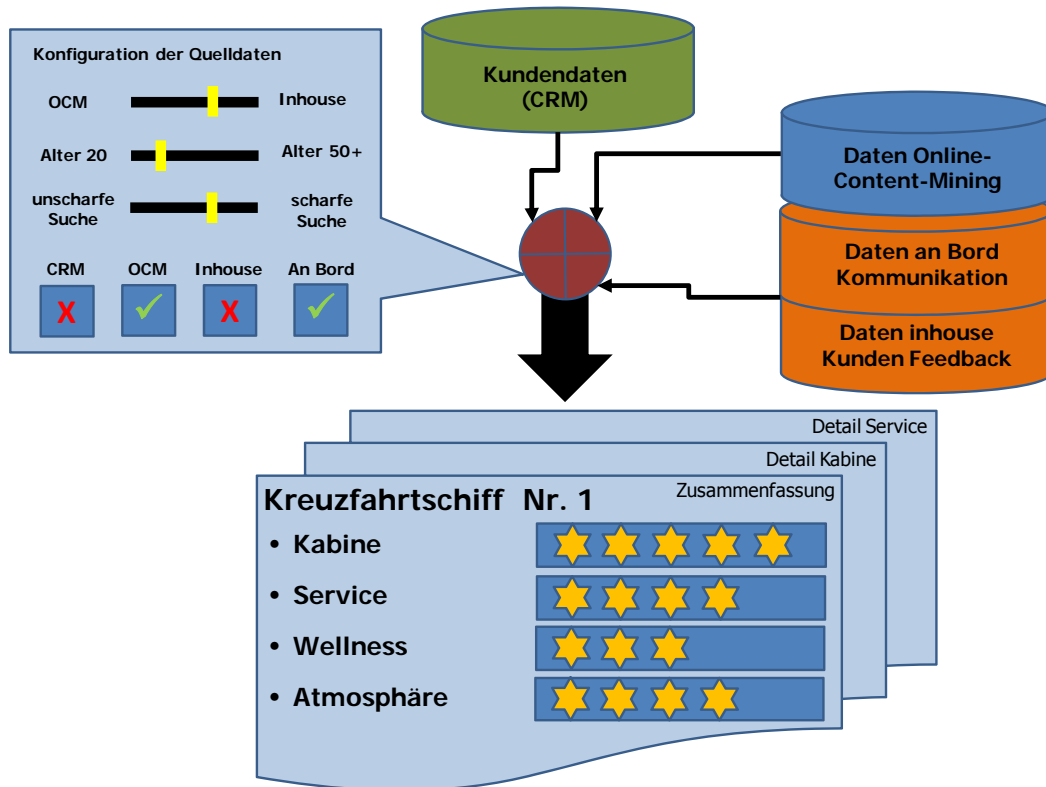 Konfiguration der Quelldaten
OCM
Inhouse
Alter 20
Alter 50+
unscharfe
Suche
scharfe
Suche
CRM
OCM
Inhouse
An Bord
X
X
Kundendaten
(CRM)
Daten Online-
Content-Mining
Daten an Bord
Kommunikation
Daten inhouse
Kunden Feedback
Detail Service
Detail Kabine
Zusammenfassung
Kreuzfahrtschiff Nr. 1
• Kabine
• Service
• Wellness
• Atmosphäre